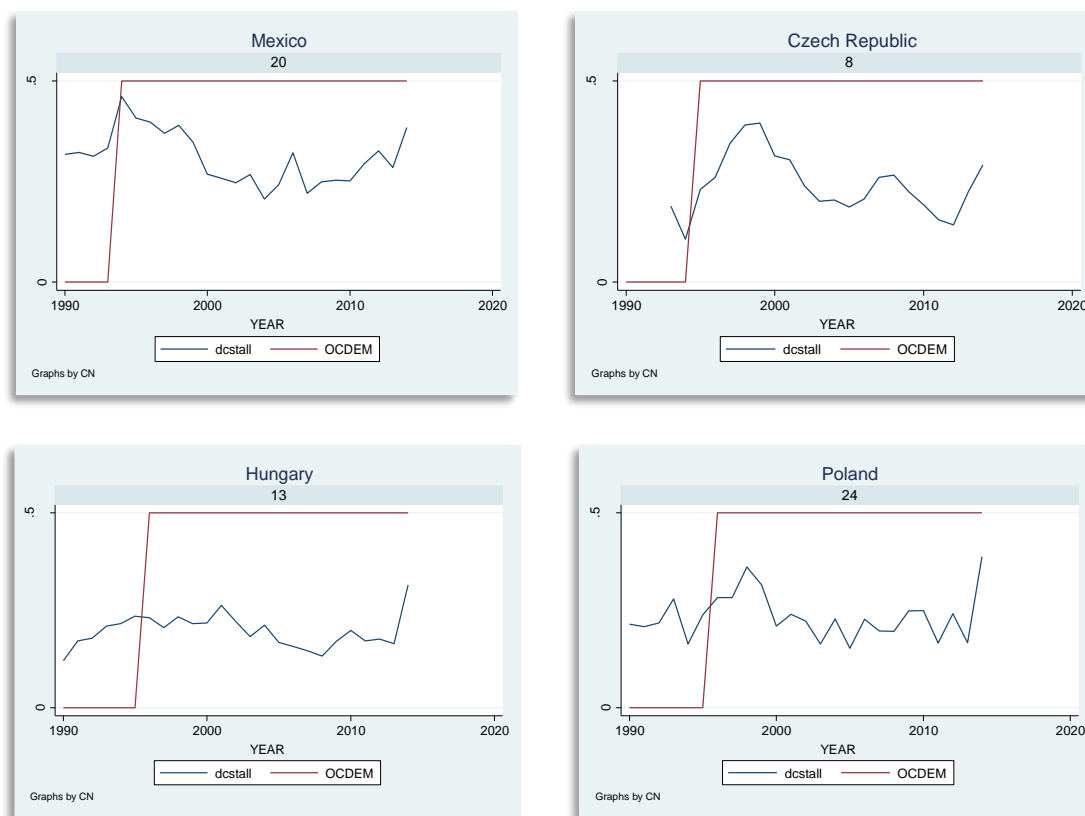 Mexico
20
.5
0
1990 2000 2010 2020
YEAR
dcstall OCDEM
Graphs by CN
Czech Republic
8
.5
0
1990 2000 2010 2020
YEAR
dcstall OCDEM
Graphs by CN
Hungary
13
.5
0
1990 2000 2010 2020
YEAR
dcstall OCDEM
Graphs by CN
Poland
24
.5
0
1990 2000 2010 2020
YEAR
dcstall OCDEM
Graphs by CN